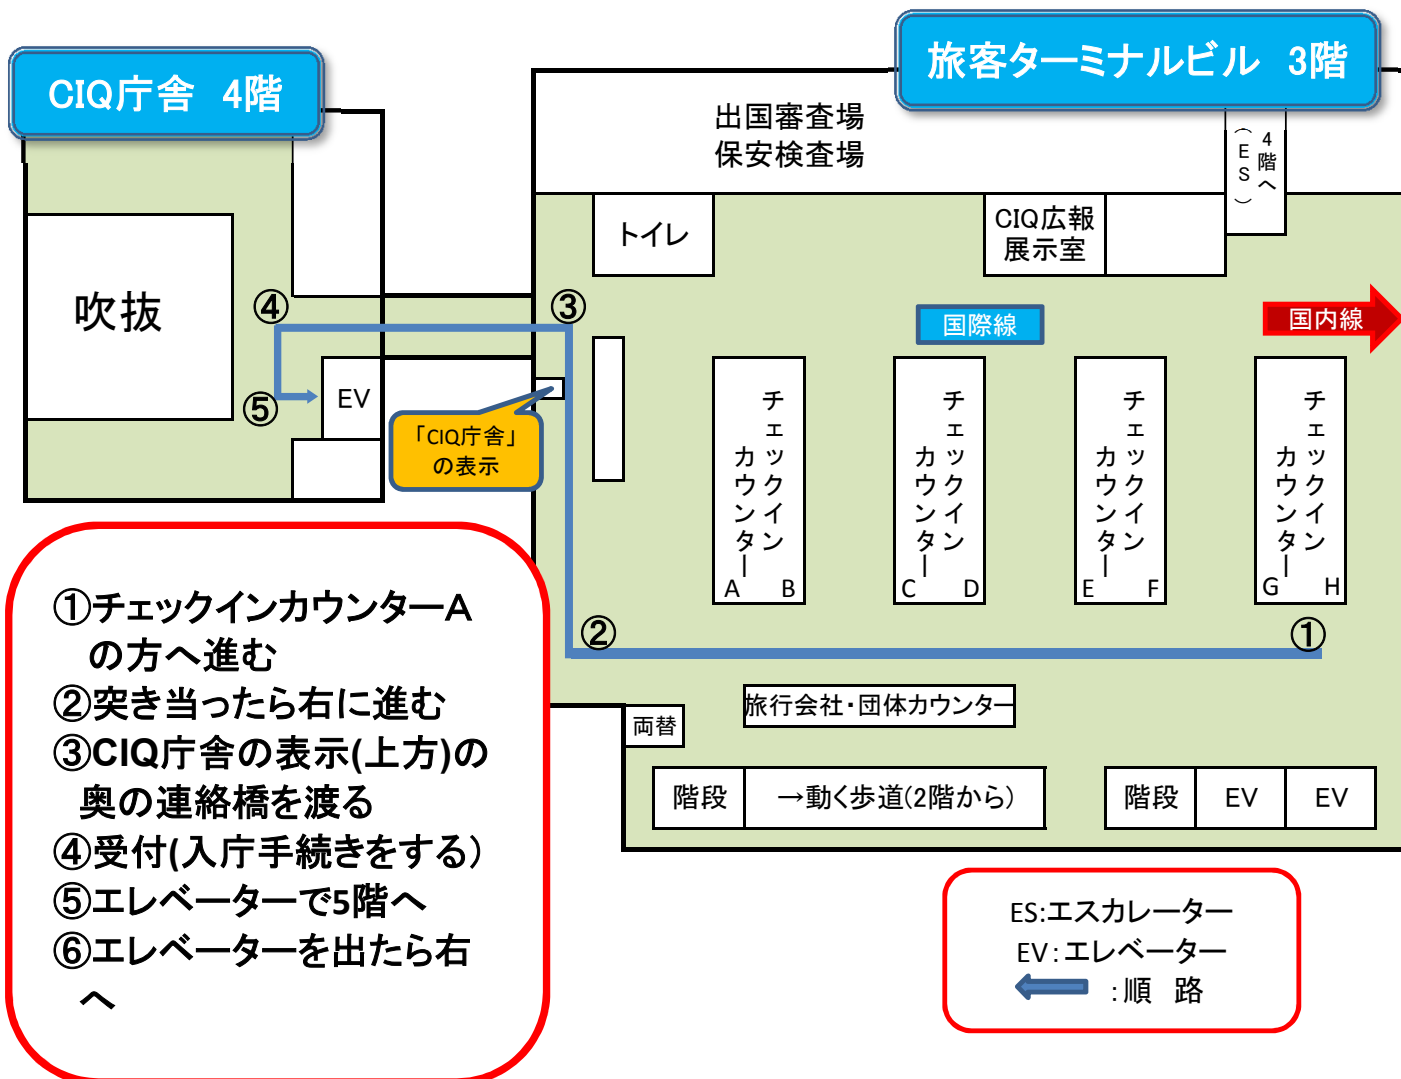 CIQ庁舎 4階
旅客ターミナルビル 3階
出国審査場
保安検査場
4階へ
(ES)
トイレ
CIQ広報
展示室
吹抜
④
③
国際線
国内線
⑤
EV
「CIQ庁舎」
の表示
チェックイン
カウンター
A B
チェックイン
カウンター
C D
チェックイン
カウンター
E F
チェックイン
カウンター
G H
②
①
旅行会社・団体カウンター
両替
階段
→動く歩道(2階から)
階段
EV
EV
①チェックインカウンターA
の方へ進む
②突き当ったら右に進む
③CIQ庁舎の表示(上方)の
奥の連絡橋を渡る
④受付(入庁手続きをする)
⑤エレベーターで5階へ
⑥エレベーターを出たら右
へ
ES:エスカレーター
EV:エレベーター
:順 路